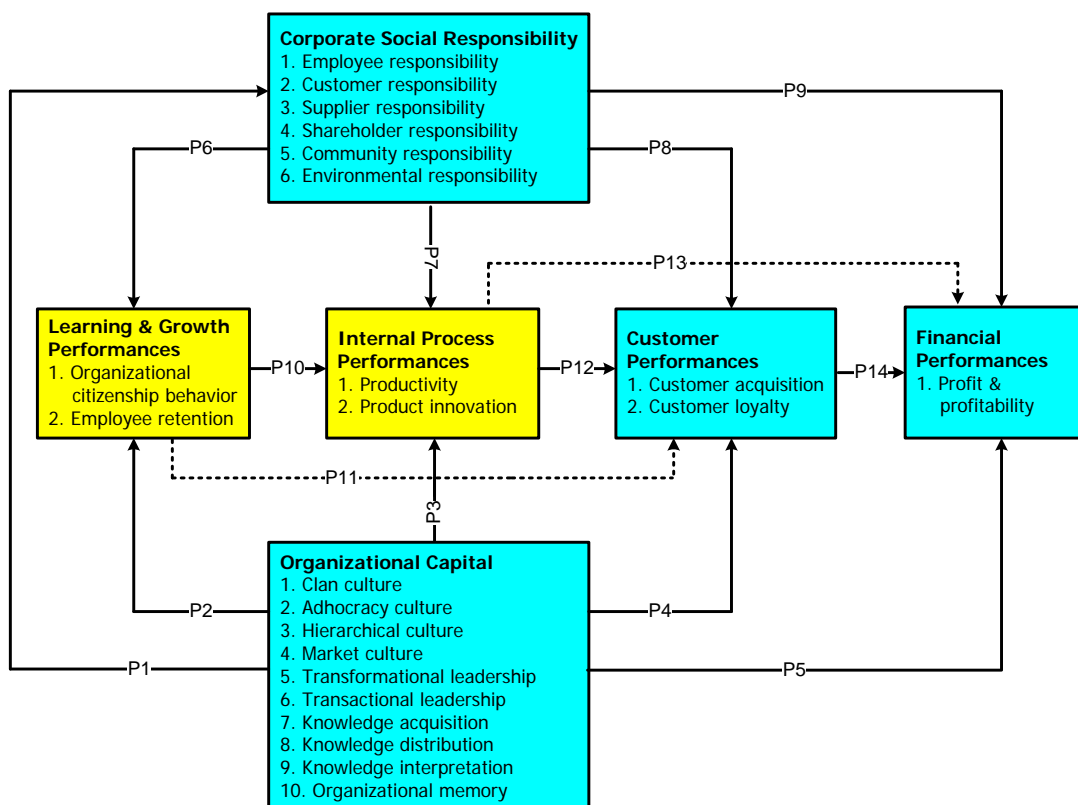 Corporate Social Responsibility
1. Employee responsibility
2. Customer responsibility
3. Supplier responsibility
4. Shareholder responsibility
5. Community responsibility
6. Environmental responsibility
P9
P6
P8
P7
P13
Learning & Growth
Performances
1. Organizational
citizenship behavior
2. Employee retention
P10
Internal Process
Performances
1. Productivity
2. Product innovation
P12
Customer
Performances
1. Customer acquisition
2. Customer loyalty
P14
Financial
Performances
1. Profit &
profitability
P11
P3
Organizational Capital
1. Clan culture
2. Adhocracy culture
3. Hierarchical culture
4. Market culture
5. Transformational leadership
6. Transactional leadership
7. Knowledge acquisition
8. Knowledge distribution
9. Knowledge interpretation
10. Organizational memory
P2
P4
P1
P5